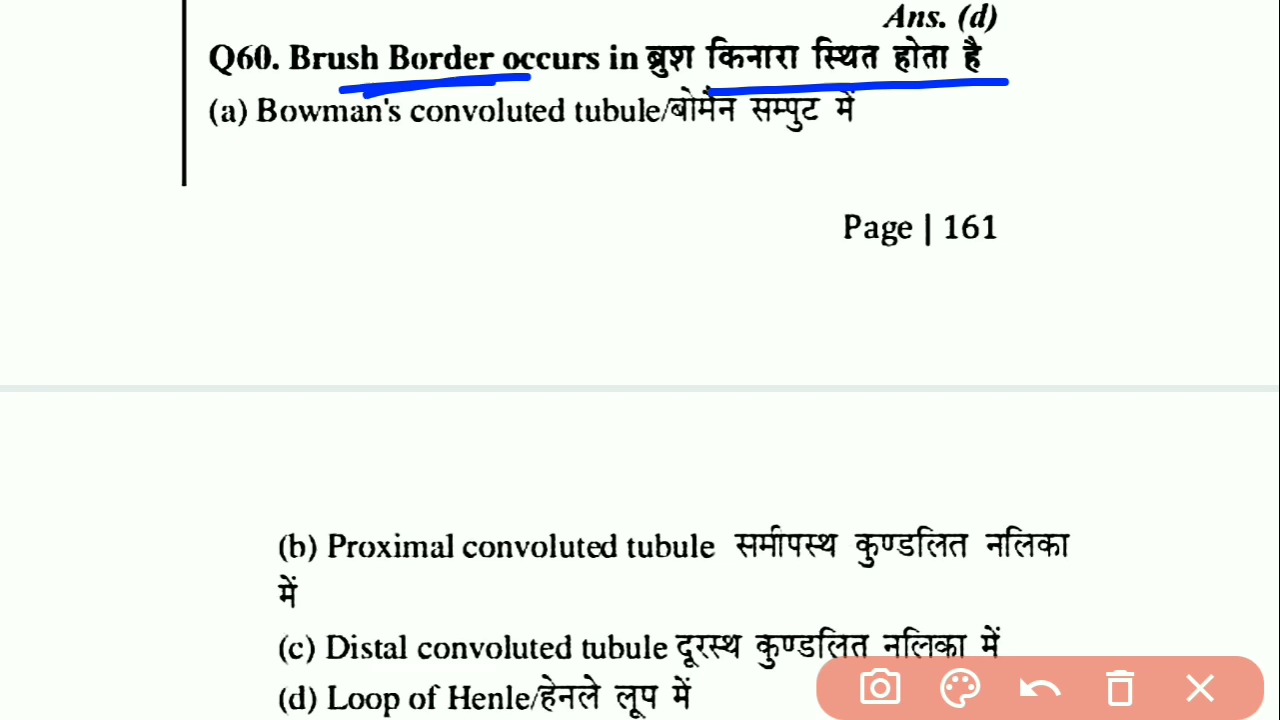 Ans. (d)
Q60. Brush Border occurs in ब्रुश किनारा स्थित होता है
(a) Bowman's convoluted tubule/बोमैन सम्पुट में
Page | 161
(b) Proximal convoluted tubule समीपस्थ कुण्डलित नलिका
में
(c) Distal convoluted tubule दूरस्थ कुण्डलित नलिका में
(d) Loop of Henle/हेनले लूप में